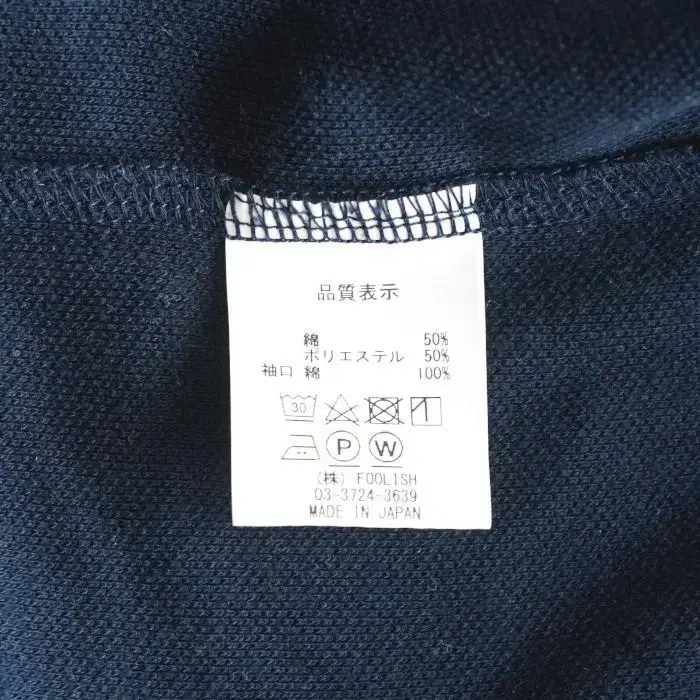 品質表示
綿 50%
ポリエステル 50%
袖口 綿 100%
30
P W
(株) FOOLISH
03-3724-3639
MADE IN JAPAN